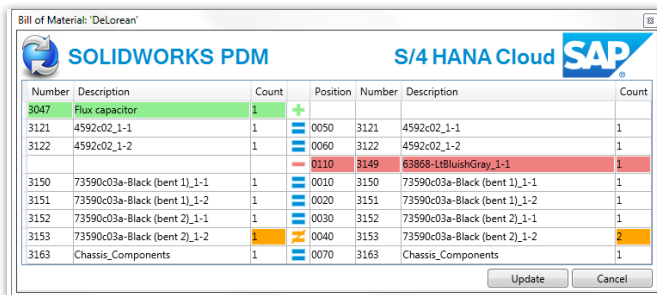 Bill of Material: 'DeLorean'
SOLIDWORKS PDM S/4 HANA Cloud SAP ®
Number Description Count Position Number Description Count
3047 Flux capacitor 1 +
3121 4592c02_1-1 1 = 0050 3121 4592c02_1-1 1
3122 4592c02_1-2 1 = 0060 3122 4592c02_1-2 1
− 0110 3149 63868-LtBluishGray_1-1 1
3150 73590c03a-Black (bent 1)_1-1 1 = 0010 3150 73590c03a-Black (bent 1)_1-1 1
3151 73590c03a-Black (bent 1)_1-2 1 = 0020 3151 73590c03a-Black (bent 1)_1-2 1
3152 73590c03a-Black (bent 2)_1-1 1 = 0030 3152 73590c03a-Black (bent 2)_1-1 1
3153 73590c03a-Black (bent 2)_1-2 1 ≠ 0040 3153 73590c03a-Black (bent 2)_1-2 2
3163 Chassis_Components 1 = 0070 3163 Chassis_Components 1
Update Cancel